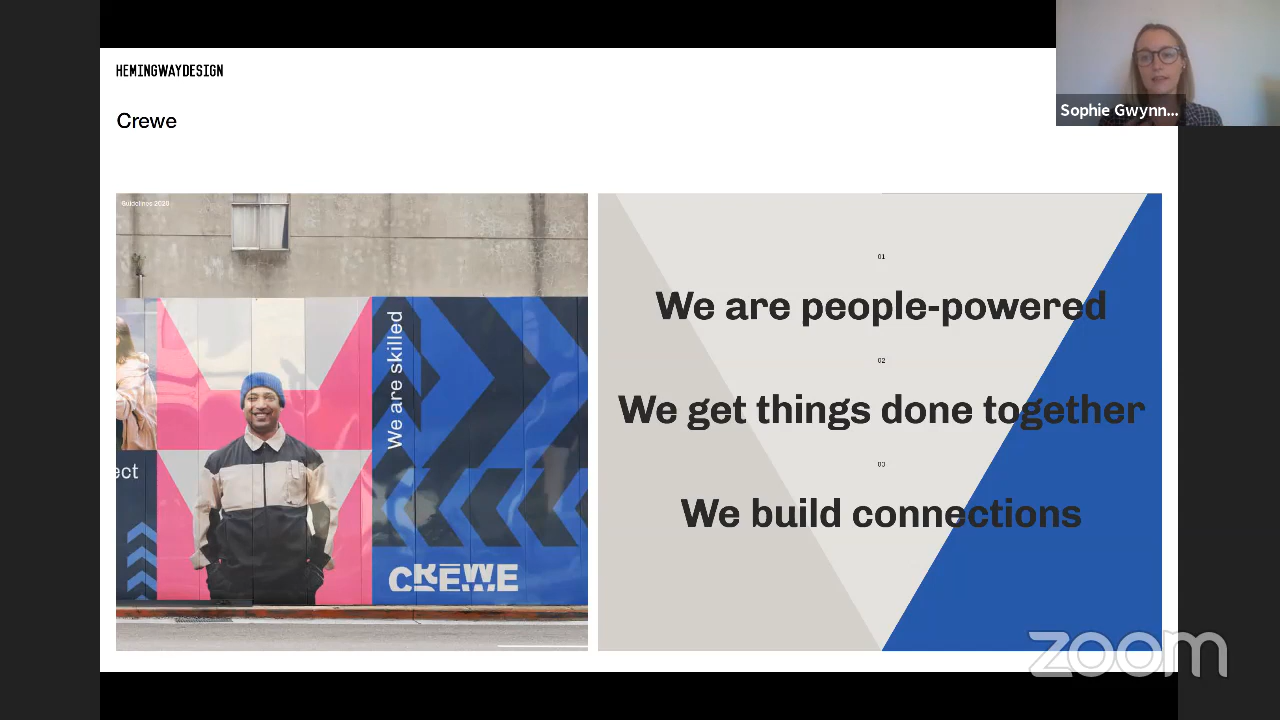 HEMINGWAYDESIGN
Crewe
Sophie Gwynn...
Guidelines 2020
We are skilled
ect
CREWE
01
We are people-powered
02
We get things done together
03
We build connections
zoom